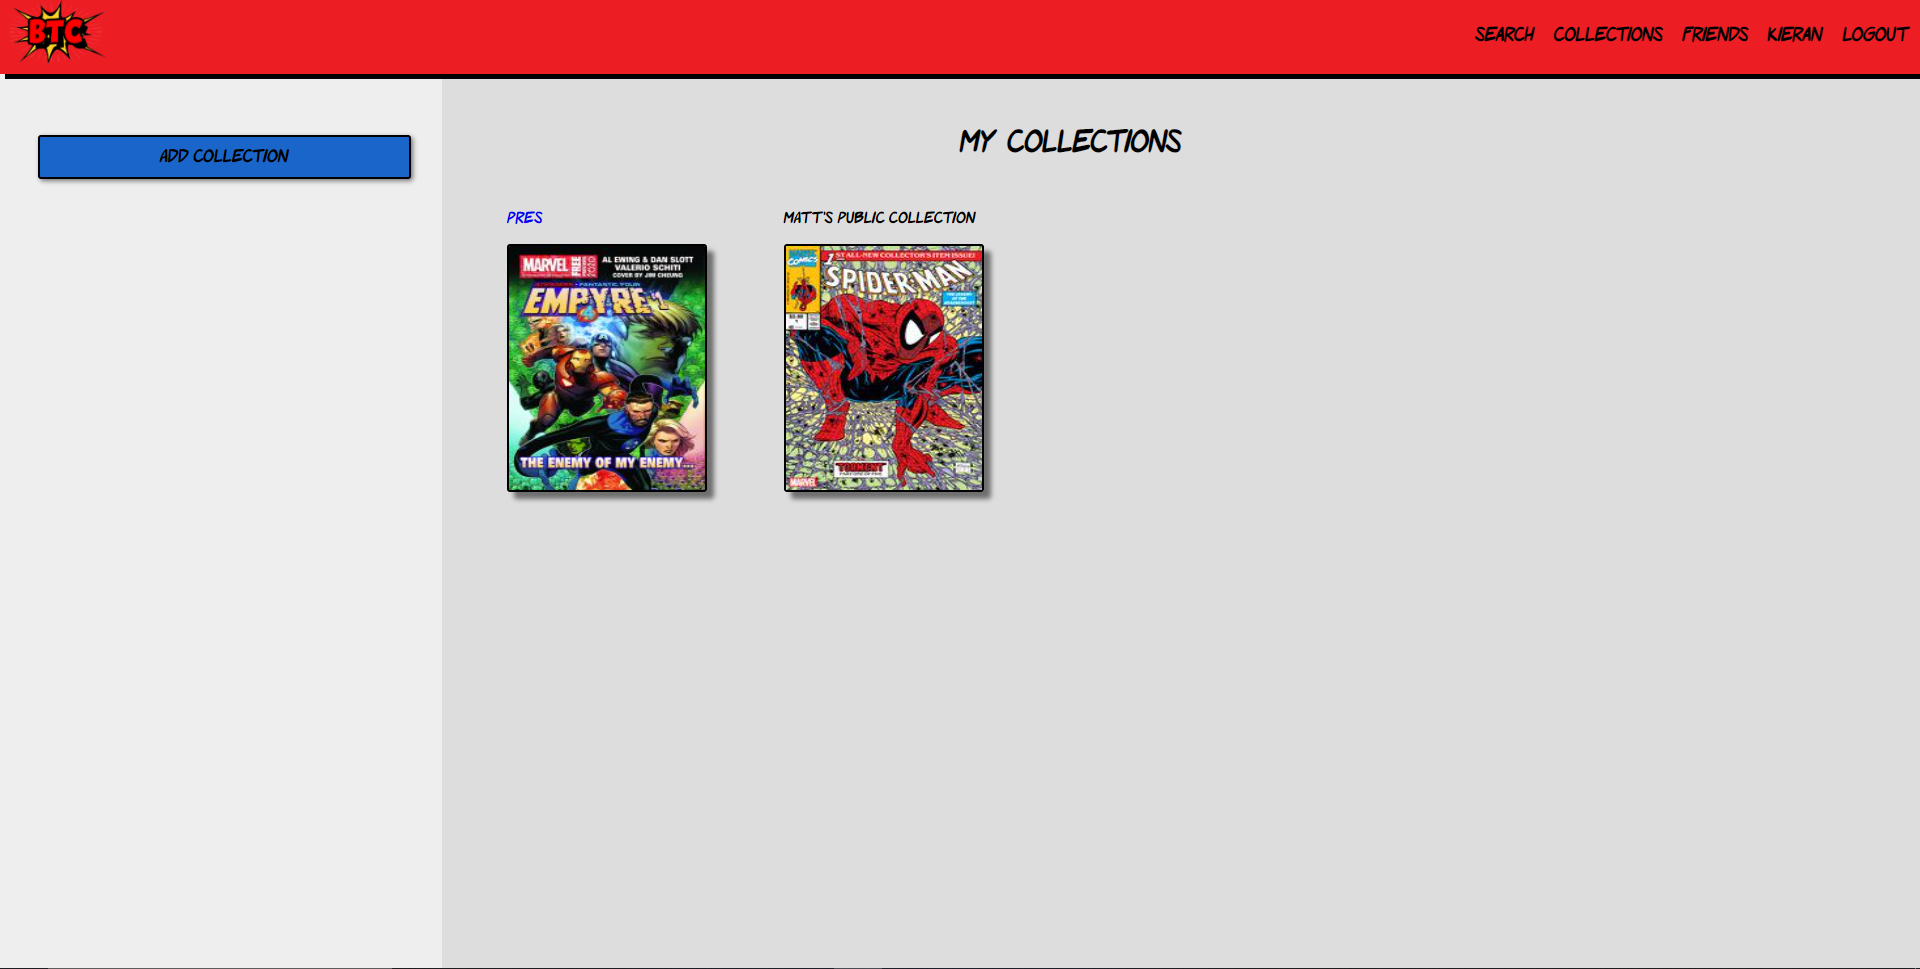 BTC
SEARCH COLLECTIONS FRIENDS KIERAN LOGOUT
ADD COLLECTION
MY COLLECTIONS
PRES
MATT'S PUBLIC COLLECTION
MARVEL FREE 2020
AL EWING & DAN SLOTT
VALERIO SCHITI
COVER BY JIM CHEUNG
FANTASTIC FOUR
EMPYRE
THE ENEMY OF MY ENEMY...
COMICS
1ST ALL-NEW COLLECTOR'S ITEM ISSUE!
SPIDER-MAN
TORMENT
MARVEL